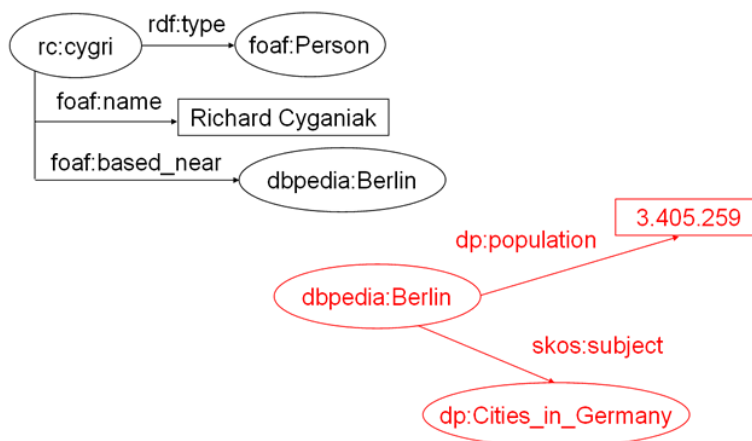 rc:cygri
rdf:type
foaf:Person
foaf:name
Richard Cyganiak
foaf:based_near
dbpedia:Berlin
3.405.259
dp:population
dbpedia:Berlin
skos:subject
dp:Cities_in_Germany